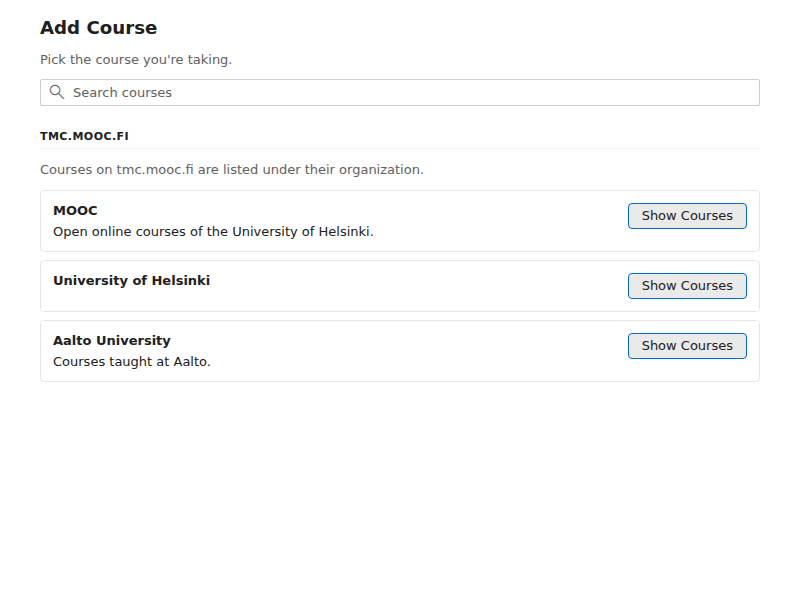 Add Course
Pick the course you're taking.
Search courses
TMC.MOOC.FI
Courses on tmc.mooc.fi are listed under their organization.
MOOC
Show Courses
Open online courses of the University of Helsinki.
University of Helsinki
Show Courses
Aalto University
Show Courses
Courses taught at Aalto.